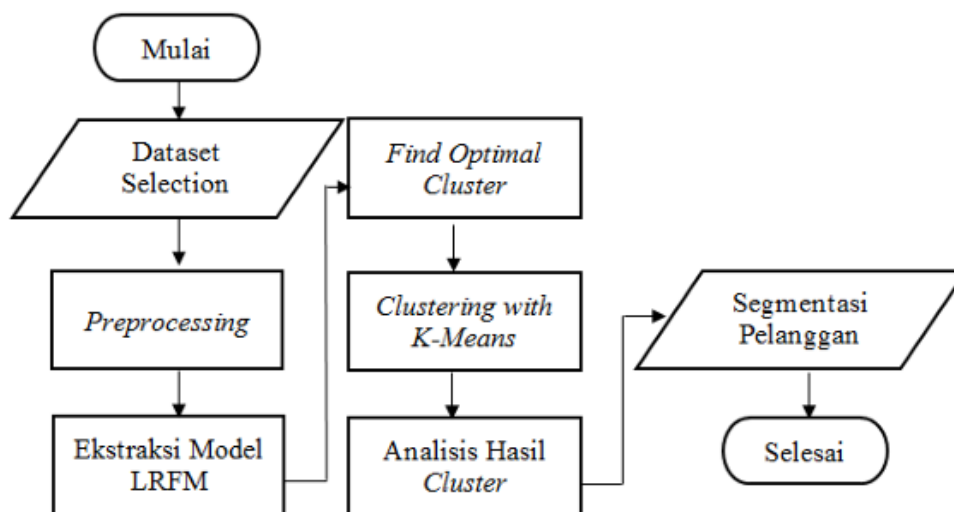 Mulai
Dataset
Selection
Preprocessing
Ekstraksi Model
LRFM
Find Optimal
Cluster
Clustering with
K-Means
Analisis Hasil
Cluster
Segmentasi
Pelanggan
Selesai